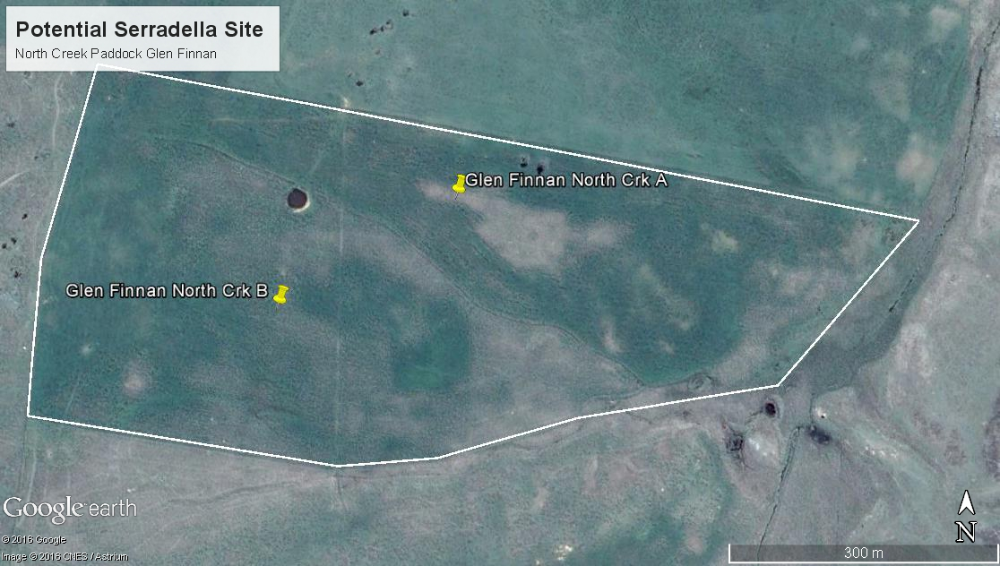 Potential Serradella Site
North Creek Paddock Glen Finnan
Glen Finnan North Crk A
Glen Finnan North Crk B
Google earth
© 2016 Google
Image © 2016 CNES / Astrium
N
300 m